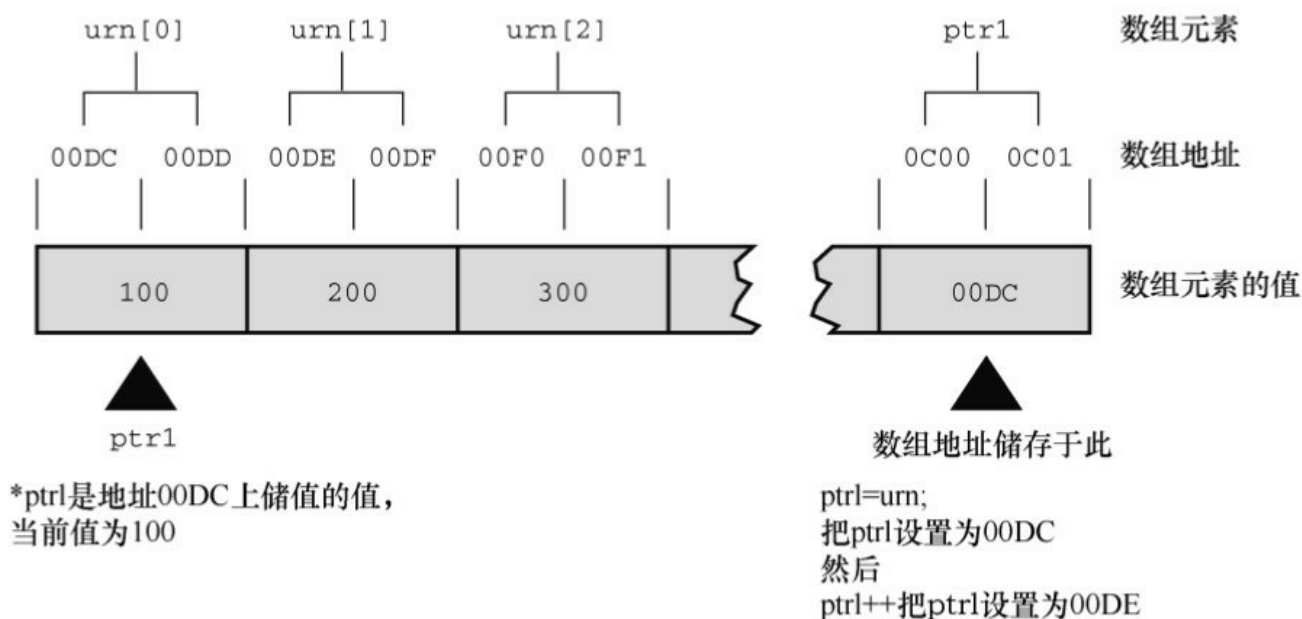 urn[0] urn[1] urn[2] ptr1 数组元素
00DC 00DD 00DE 00DF 00F0 00F1 0C00 0C01 数组地址
100 200 300 00DC 数组元素的值
ptr1
数组地址储存于此
*ptrl是地址00DC上储值的值，
当前值为100
ptrl=urn;
把ptrl设置为00DC
然后
ptrl++把ptrl设置为00DE